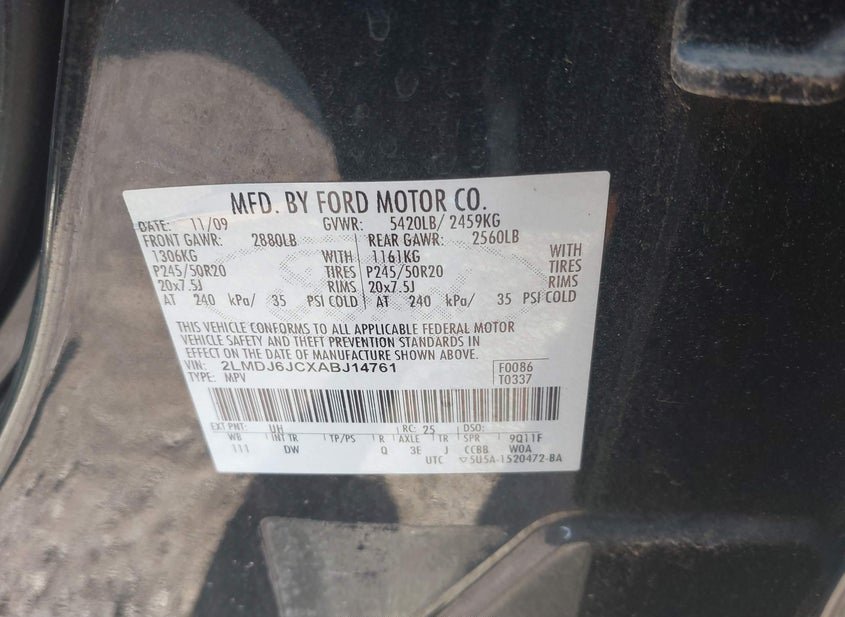 MFD. BY FORD MOTOR CO.
DATE: 11/09 GVWR: 5420LB/ 2459KG
FRONT GAWR: 2880LB REAR GAWR: 2560LB
1306KG WITH 1161KG WITH
P245/50R20 TIRES P245/50R20 TIRES
20x7.5J RIMS 20x7.5J RIMS
AT 240 kPa/ 35 PSI COLD AT 240 kPa/ 35 PSI COLD
THIS VEHICLE CONFORMS TO ALL APPLICABLE FEDERAL MOTOR
VEHICLE SAFETY AND THEFT PREVENTION STANDARDS IN
EFFECT ON THE DATE OF MANUFACTURE SHOWN ABOVE.
VIN: 2LMDJ6JCXABJ14761 F0086
TYPE: MPV T0337
EXT PNT: UH RC: 25 DSO:
WB INT TR TP/PS R AXLE TR SPR 9Q11F
111 DW Q 3E J CCBB WOA
UTC 5U5A-1520472-BA